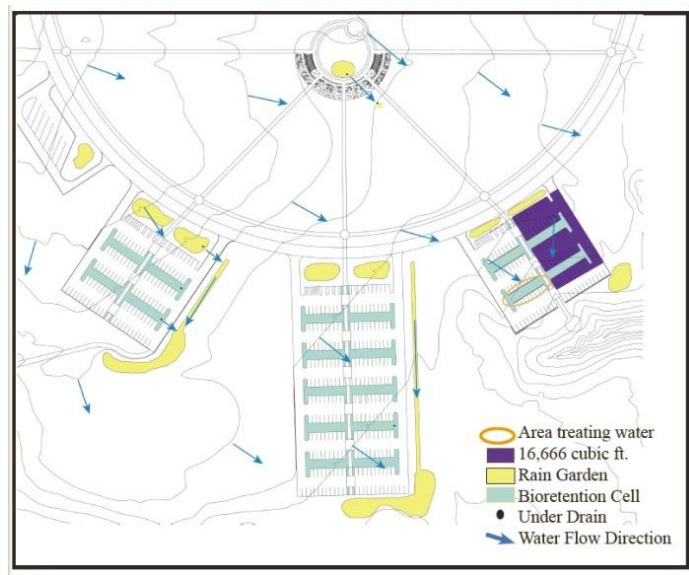 Area treating water
16,666 cubic ft.
Rain Garden
Bioretention Cell
Under Drain
Water Flow Direction